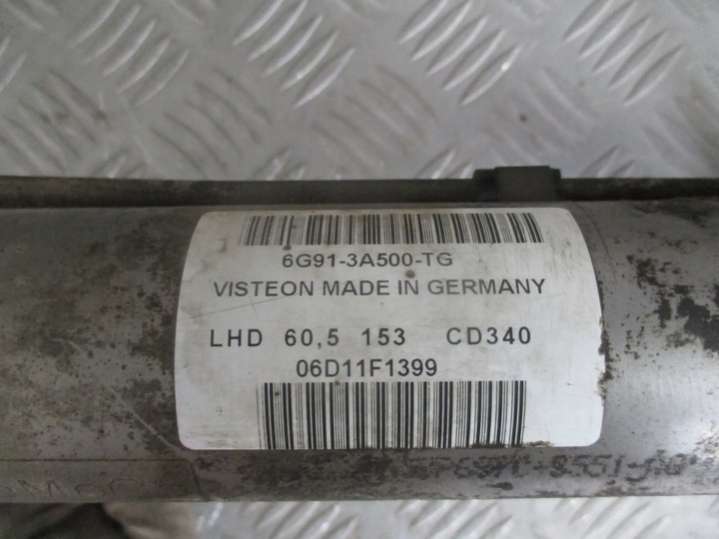 6G91-3A500-TG
VISTEON MADE IN GERMANY
LHD 60,5 153 CD340
06D11F1399